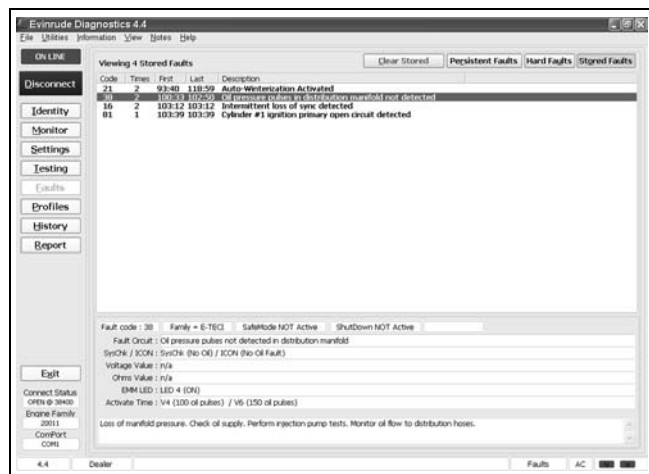 Evinrude Diagnostics 4.4
File Utilities Information View Notes Help
ON LINE
Viewing 4 Stored Faults
Clear Stored Persistent Faults Hard Faults Stored Faults
Disconnect
Code Times First Last Description
21 2 93:40 118:59 Auto-Winterization Activated
38 2 100:33 102:50 Oil pressure pulses in distribution manifold not detected
16 2 103:12 103:12 Intermittent loss of sync detected
81 1 103:39 103:39 Cylinder #1 ignition primary open circuit detected
Identity
Monitor
Settings
Testing
Faults
Profiles
History
Report
Fault code : 38 Family = E-TECI SafeMode NOT Active ShutDown NOT Active
Fault Circuit : Oil pressure pulses not detected in distribution manifold
SysChk / ICON : SysChk (No Oil) / ICON (No Oil Fault)
Voltage Value : n/a
Ohms Value : n/a
EMM LED : LED 4 (ON)
Activate Time : V4 (100 oil pulses) / V6 (150 oil pulses)
Loss of manifold pressure. Check oil supply. Perform injection pump tests. Monitor oil flow to distribution hoses.
Exit
Connect Status
OPEN @ 38400
Engine Family
20011
ComPort
COM1
4.4 Dealer Faults AC